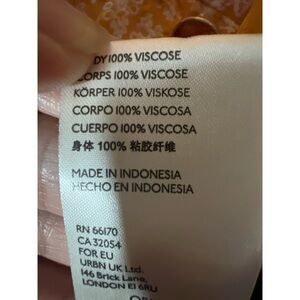 DY 100% VISCOSE
CORPS 100% VISCOSE
KÖRPER 100% VISKOSE
CORPO 100% VISCOSA
CUERPO 100% VISCOSA
身体 100% 粘胶纤维
MADE IN INDONESIA
HECHO EN INDONESIA
RN 66170
CA 32054
FOR EU
URBN UK Ltd.
146 Brick Lane,
LONDON E1 6RU